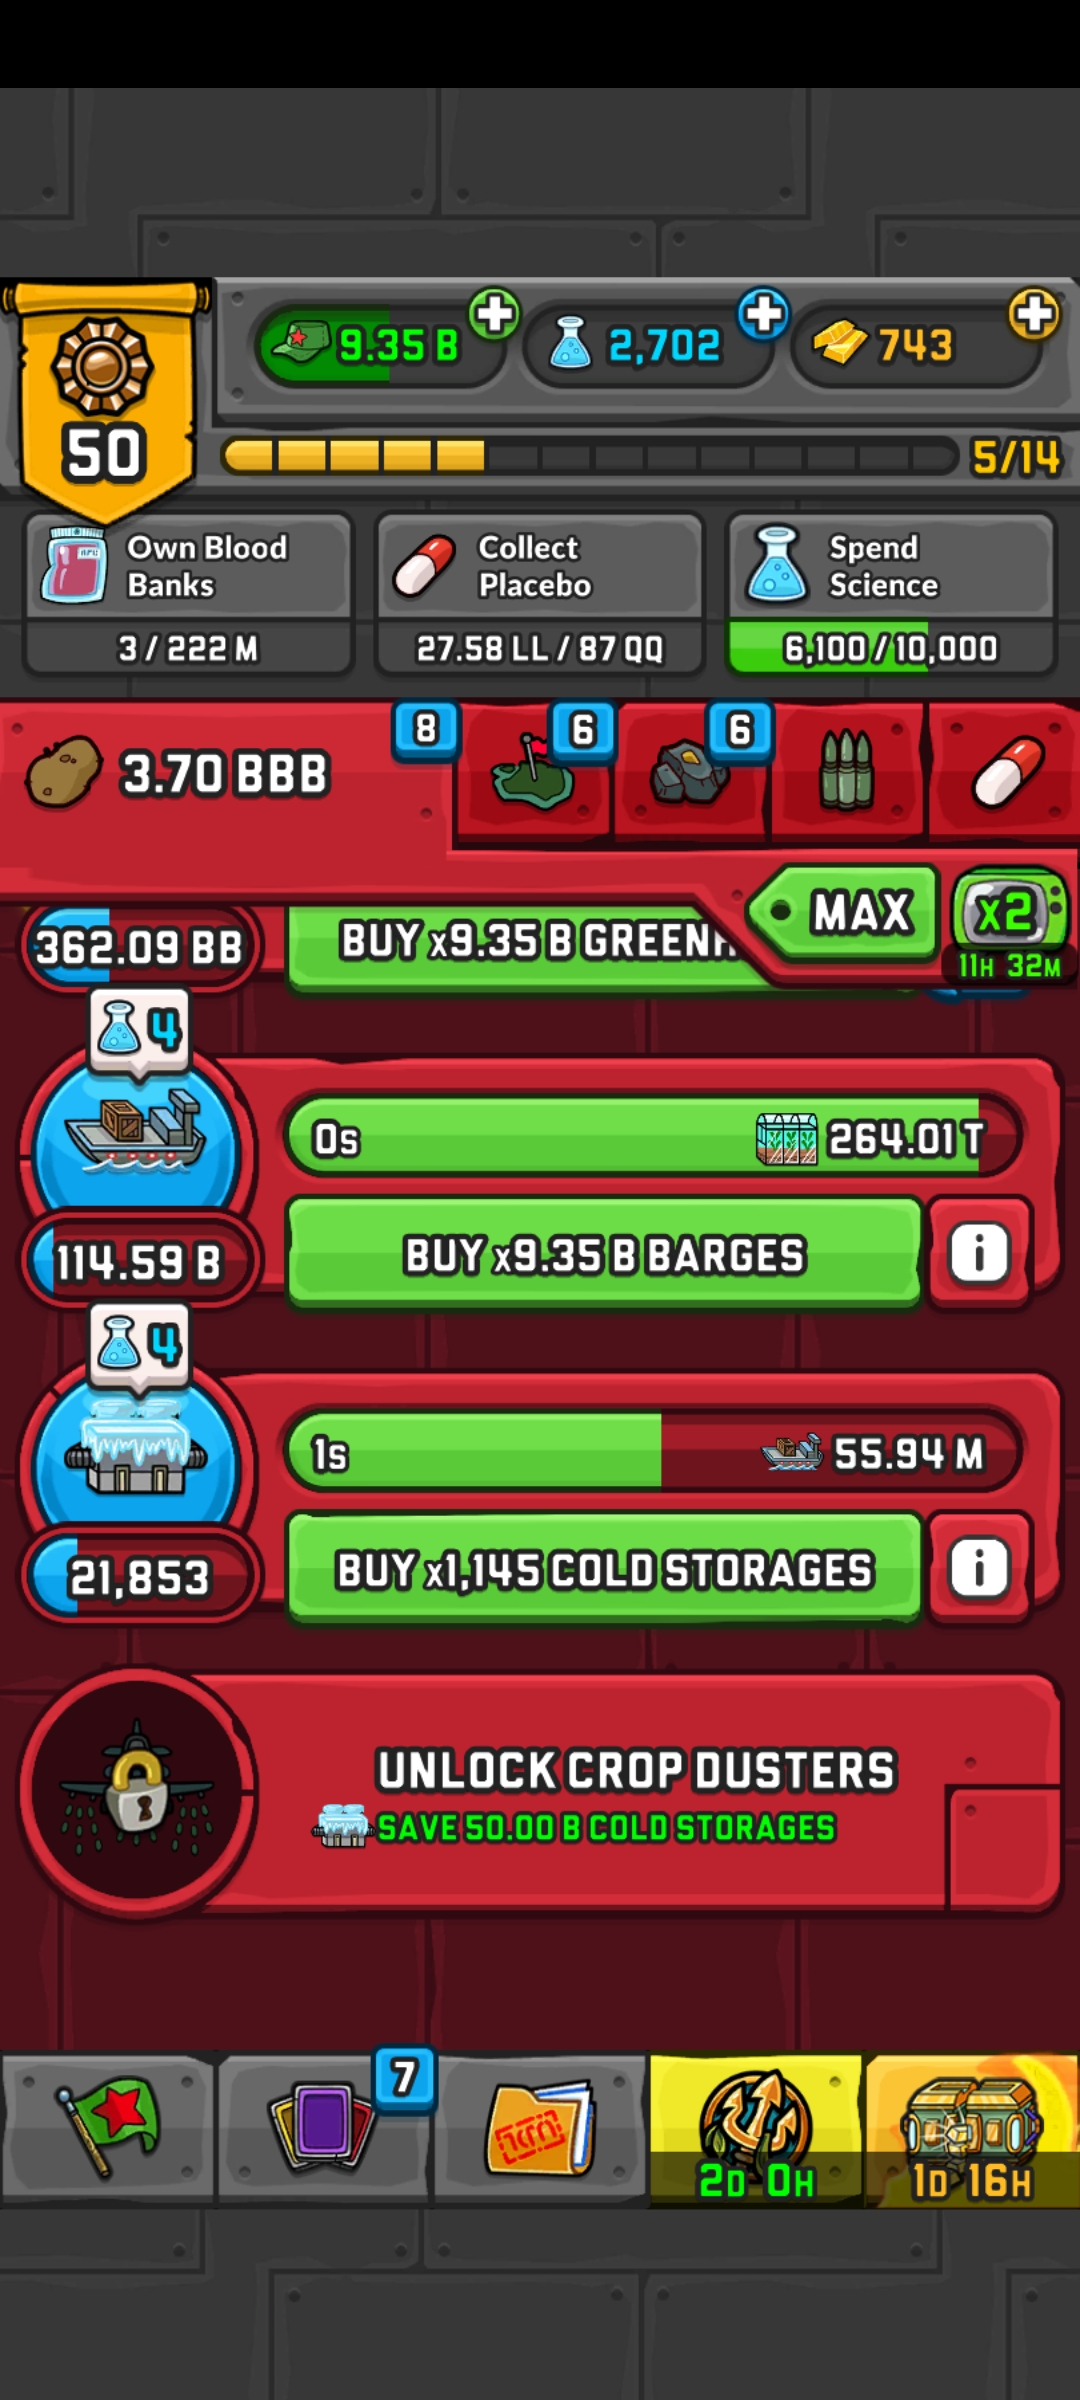 9.35 B
2,702
743
50
5/14
Own Blood
Banks
3 / 222 M
Collect
Placebo
27.58 LL / 87 QQ
Spend
Science
6,100 / 10,000
3.70 BBB
8
6
6
MAX
x2
11H 32M
362.09 BB
BUY x9.35 B GREENH
4
0s
264.01 T
114.59 B
BUY x9.35 B BARGES
i
4
1s
55.94 M
21,853
BUY x1,145 COLD STORAGES
i
UNLOCK CROP DUSTERS
SAVE 50.00 B COLD STORAGES
7
2D 0H
1D 16H